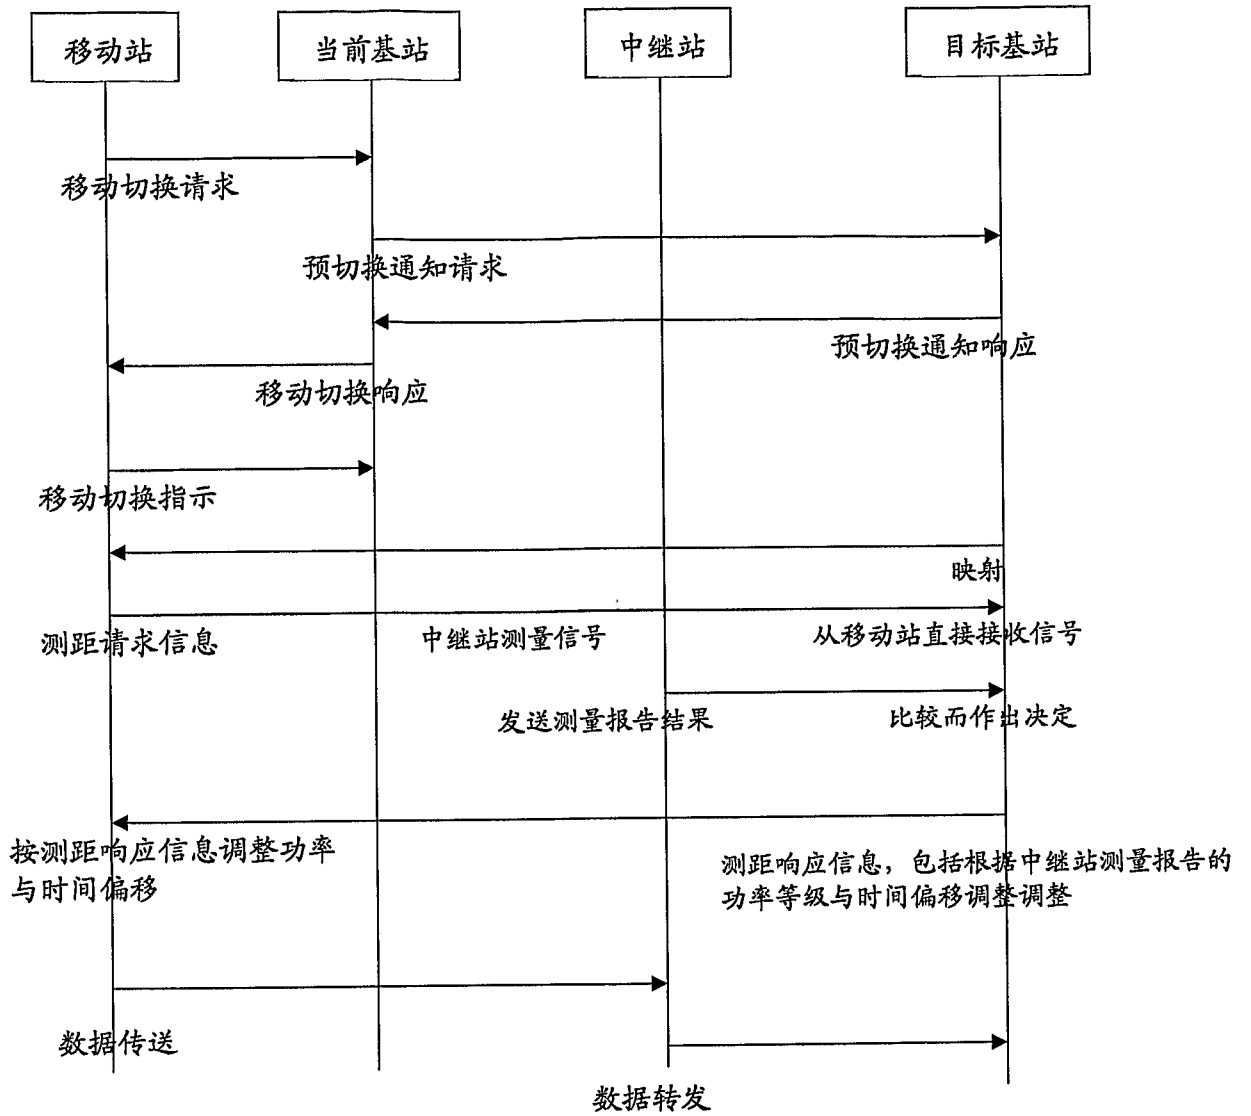 移动站
当前基站
中继站
目标基站
移动切换请求
预切换通知请求
预切换通知响应
移动切换响应
移动切换指示
映射
测距请求信息
中继站测量信号
从移动站直接接收信号
发送测量报告结果
比较而作出决定
按测距响应信息调整功率
与时间偏移
测距响应信息，包括根据中继站测量报告的
功率等级与时间偏移调整调整
数据传送
数据转发